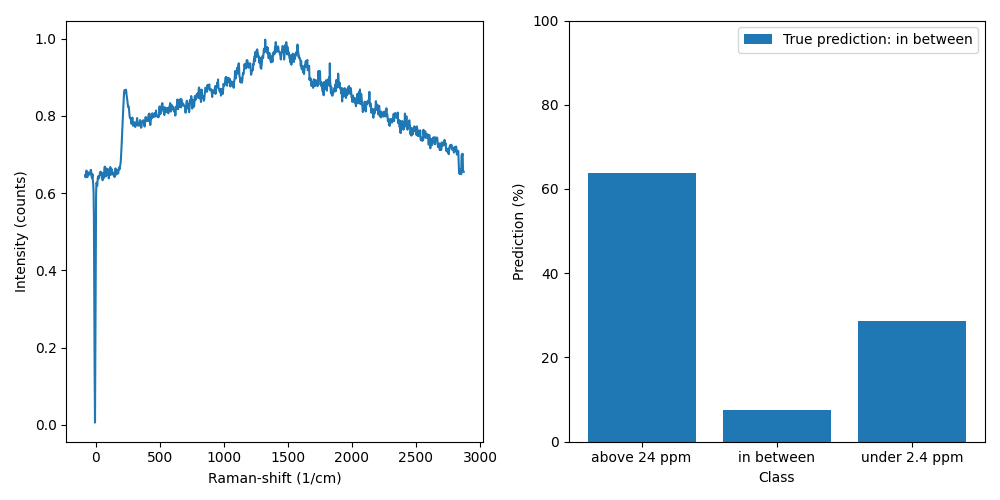 1.0
0.8
0.6
0.4
0.2
0.0
Intensity (counts)
0 500 1000 1500 2000 2500 3000
Raman-shift (1/cm)
100
80
60
40
20
0
Prediction (%)
True prediction: in between
above 24 ppm in between under 2.4 ppm
Class